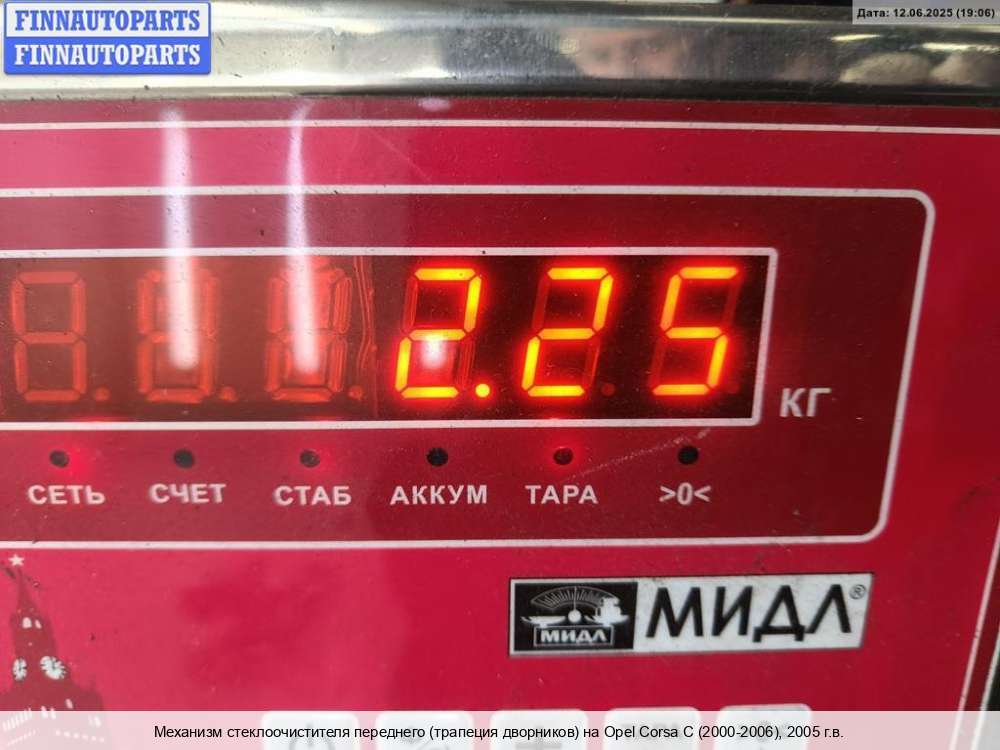 FINNAUTOPARTS
FINNAUTOPARTS
Дата: 12.06.2025 (19:06)
2.25
КГ
СЕТЬ СЧЕТ СТАБ АККУМ ТАРА >0<
МИДЛ
МИДЛ®
Механизм стеклоочистителя переднего (трапеция дворников) на Opel Corsa C (2000-2006), 2005 г.в.